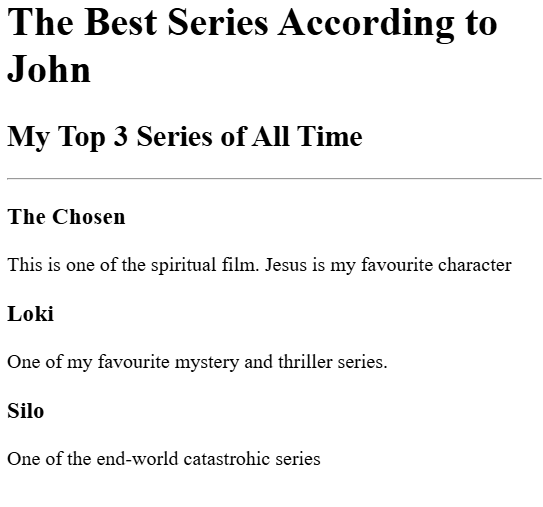 The Best Series According to
John
My Top 3 Series of All Time
The Chosen
This is one of the spiritual film. Jesus is my favourite character
Loki
One of my favourite mystery and thriller series.
Silo
One of the end-world catastrohic series